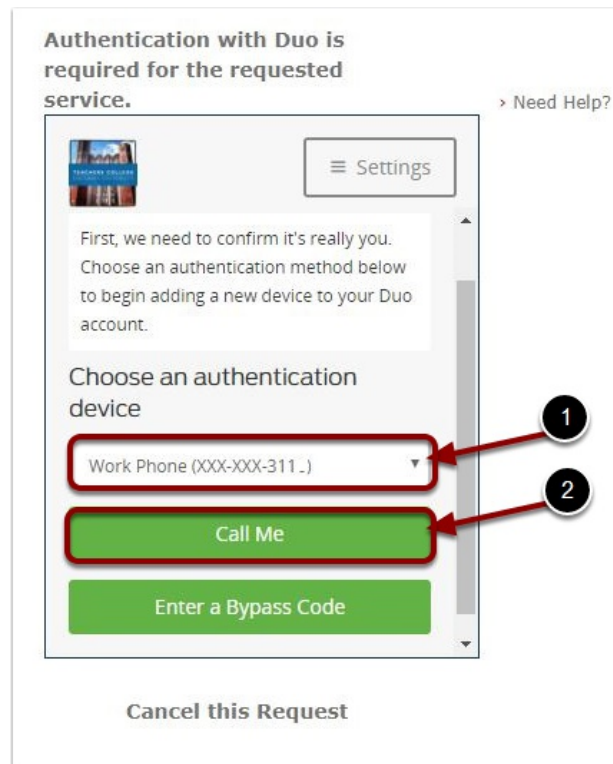 Authentication with Duo is
required for the requested
service.
› Need Help?
TEACHERS COLLEGE
≡ Settings
First, we need to confirm it's really you.
Choose an authentication method below
to begin adding a new device to your Duo
account.
Choose an authentication
device
1
Work Phone (XXX-XXX-311_)
2
Call Me
Enter a Bypass Code
Cancel this Request